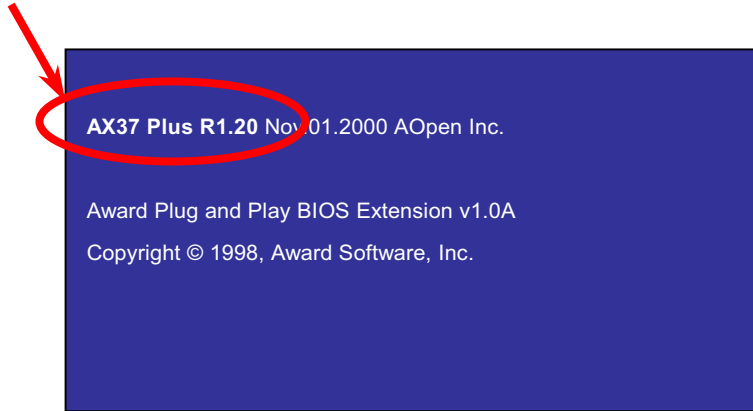 AX37 Plus R1.20 Nov.01.2000 AOpen Inc.
Award Plug and Play BIOS Extension v1.0A
Copyright © 1998, Award Software, Inc.